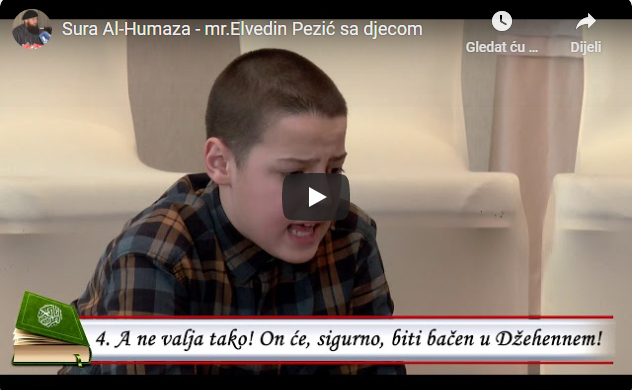 Sura Al-Humaza - mr.Elvedin Pezić sa djecom
Gledat ću ...
Dijeli
4. A ne valja tako! On će, sigurno, biti bačen u Džehennem!